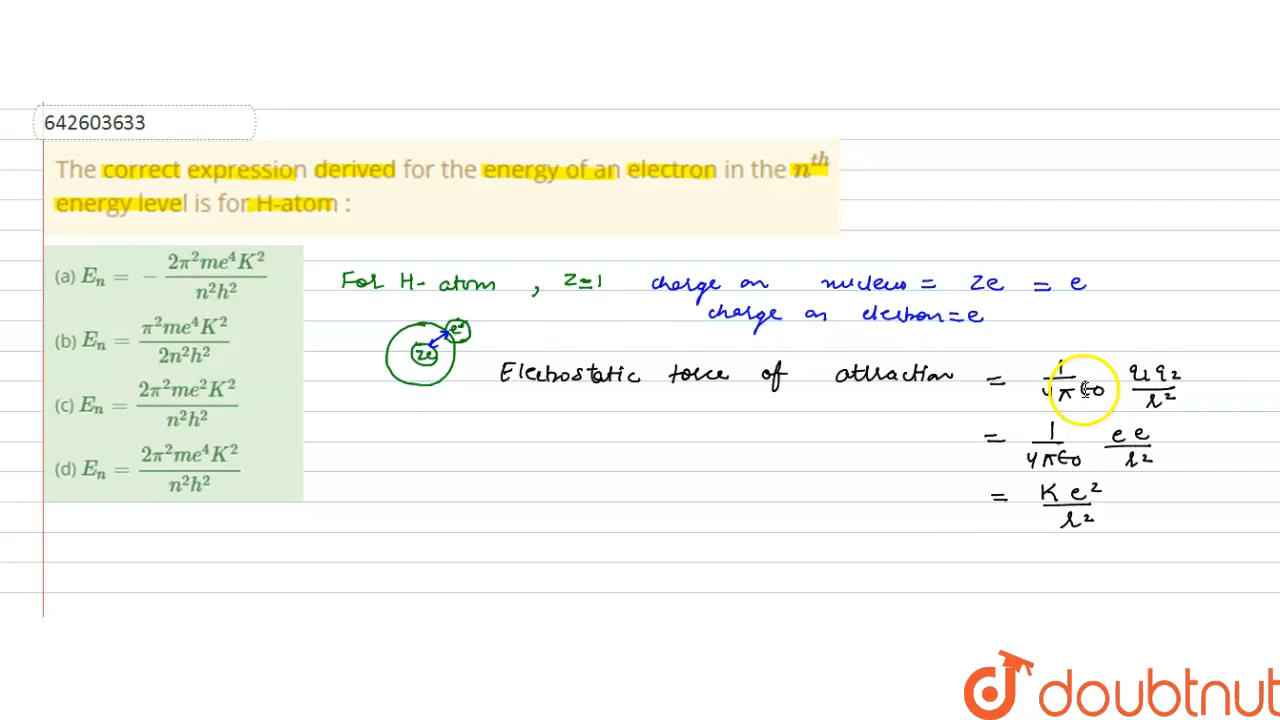 642603633
The correct expression derived for the energy of an electron in the n^th
energy level is for H-atom :
(a) E_n = - 2π²me⁴K² / n²h²
(b) E_n = π²me⁴K² / 2n²h²
(c) E_n = 2π²me²K² / n²h²
(d) E_n = 2π²me⁴K² / n²h²
For H- atom , Z=1 charge on nucleus = Ze = e
charge on electron = e
e⁻
Ze
Electrostatic force of attraction = 1/4πϵ₀ q₁q₂/r²
= 1/4πϵ₀ e e/r²
= K e²/r²
doubtnut